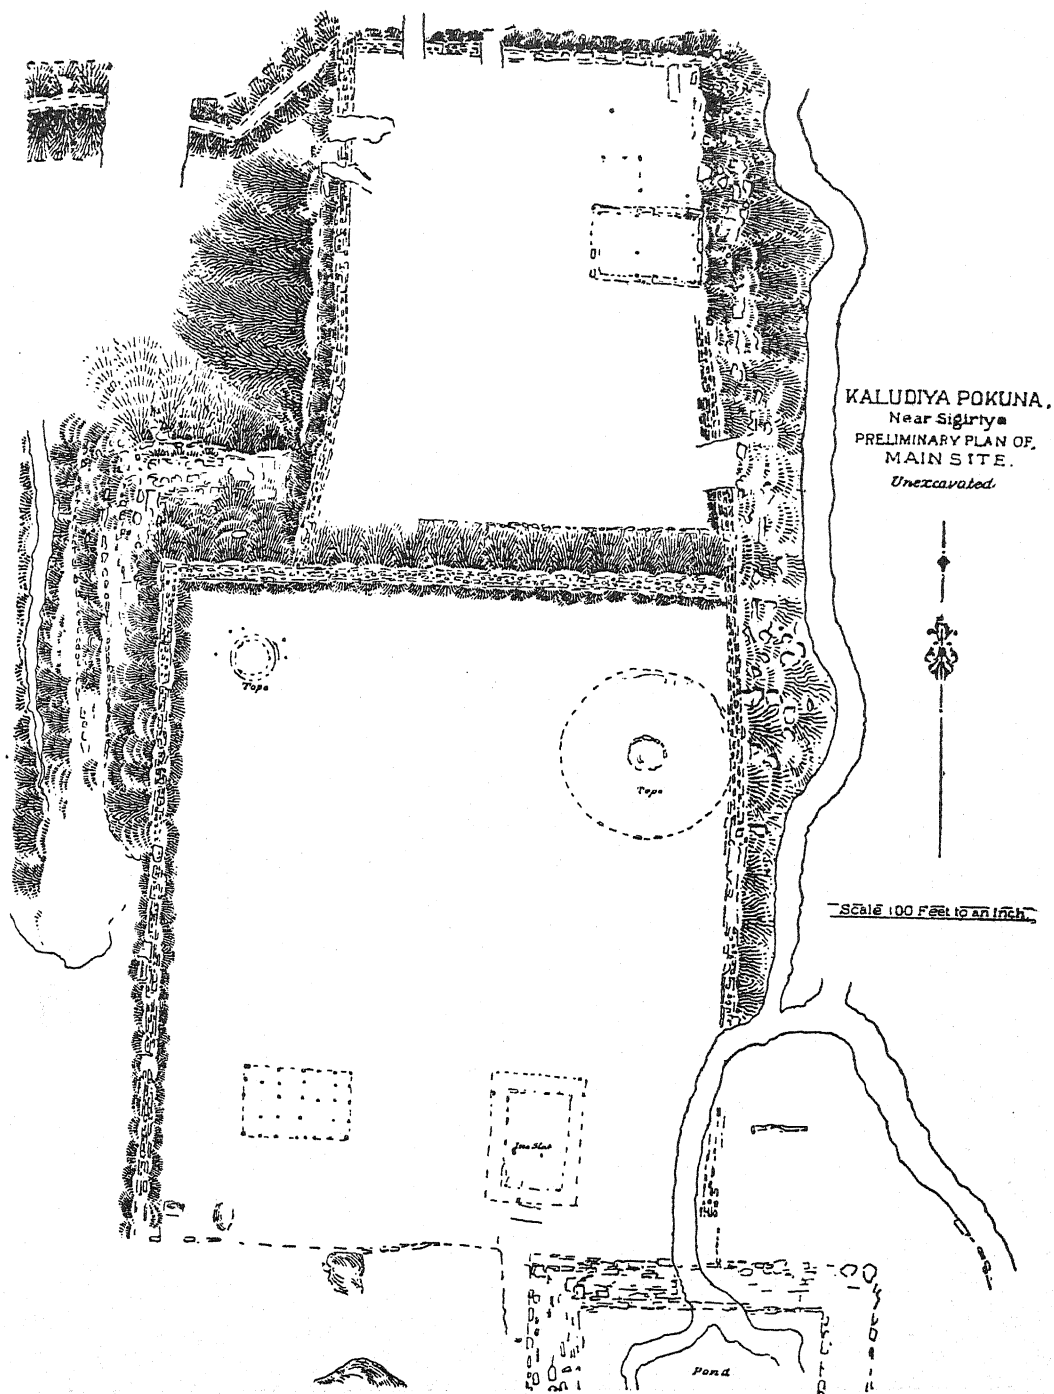 KALUDIYA POKUNA.
Near Sigiriya
PRELIMINARY PLAN OF.
MAIN SITE.
Unexcavated.
Tope
Tope
Scale 100 Feet to an Inch.
Pond